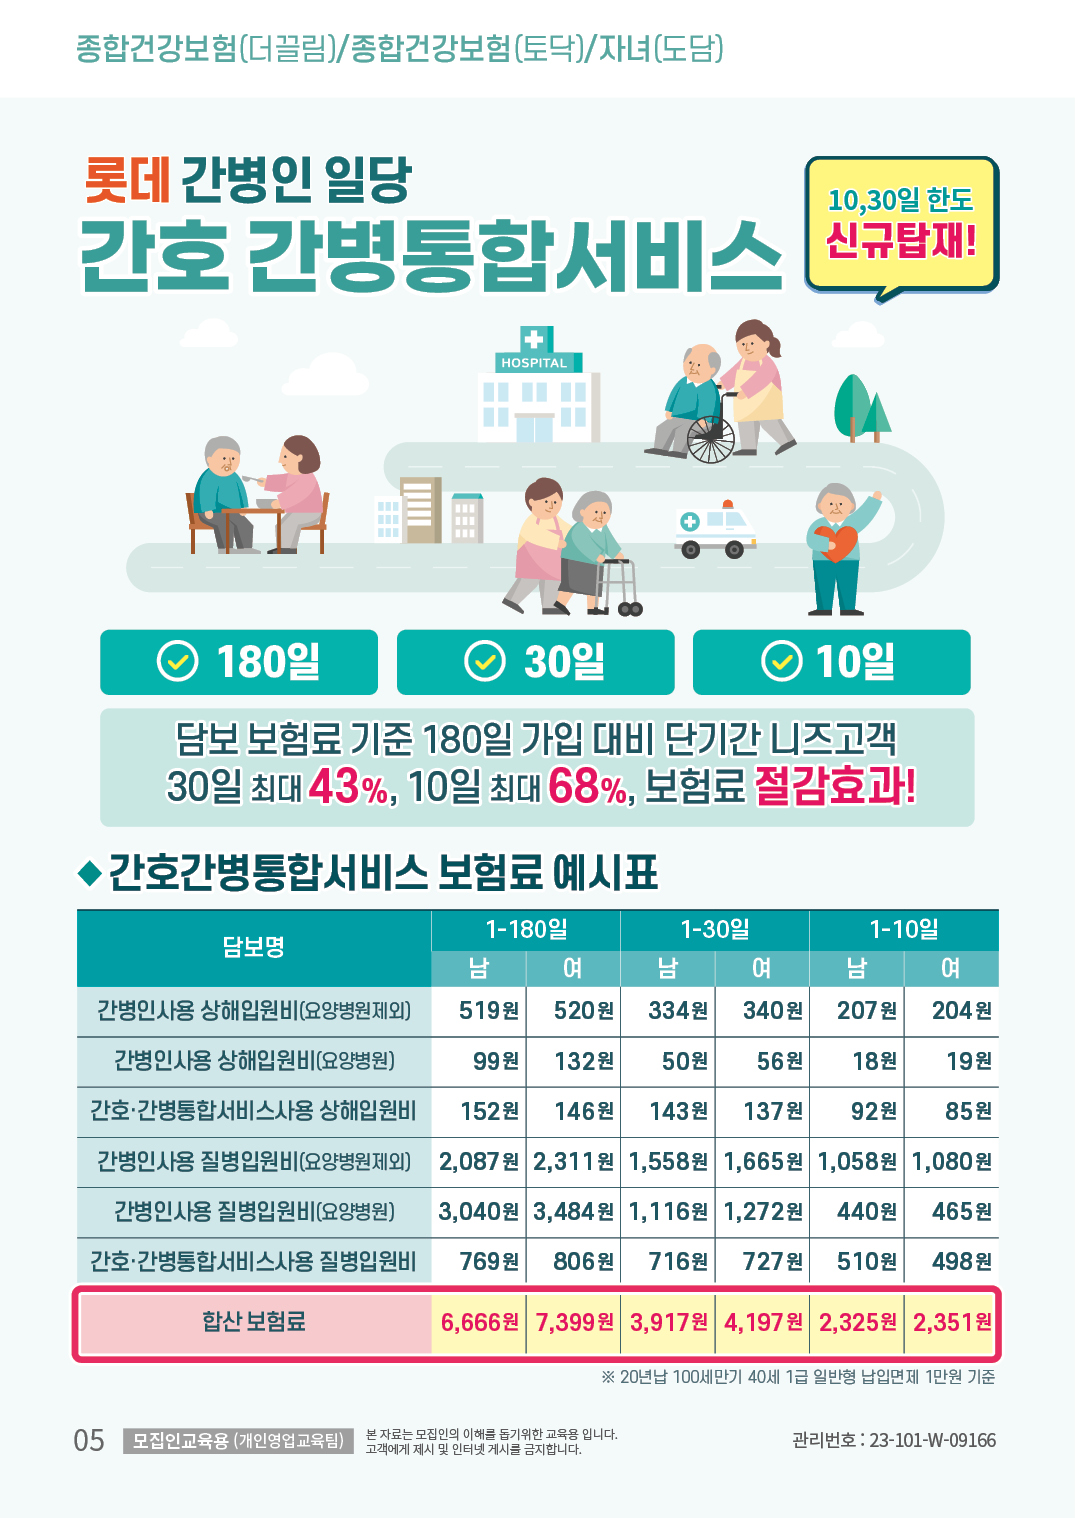 종합건강보험(더끌림)/종합건강보험(토닥)/자녀(도담)
롯데 간병인 일당
간호 간병통합서비스
10,30일 한도
신규탑재!
HOSPITAL
180일 30일 10일
담보 보험료 기준 180일 가입 대비 단기간 니즈고객
30일 최대 43%, 10일 최대 68%, 보험료 절감효과!
◆ 간호간병통합서비스 보험료 예시표
담보명 1-180일 1-30일 1-10일
남 여 남 여 남 여
간병인사용 상해입원비(요양병원제외) 519원 520원 334원 340원 207원 204원
간병인사용 상해입원비(요양병원) 99원 132원 50원 56원 18원 19원
간호·간병통합서비스사용 상해입원비 152원 146원 143원 137원 92원 85원
간병인사용 질병입원비(요양병원제외) 2,087원 2,311원 1,558원 1,665원 1,058원 1,080원
간병인사용 질병입원비(요양병원) 3,040원 3,484원 1,116원 1,272원 440원 465원
간호·간병통합서비스사용 질병입원비 769원 806원 716원 727원 510원 498원
합산 보험료 6,666원 7,399원 3,917원 4,197원 2,325원 2,351원
※ 20년납 100세만기 40세 1급 일반형 납입면제 1만원 기준
05 모집인교육용 (개인영업교육팀)
본 자료는 모집인의 이해를 돕기위한 교육용 입니다.
고객에게 제시 및 인터넷 게시를 금지합니다.
관리번호 : 23-101-W-09166